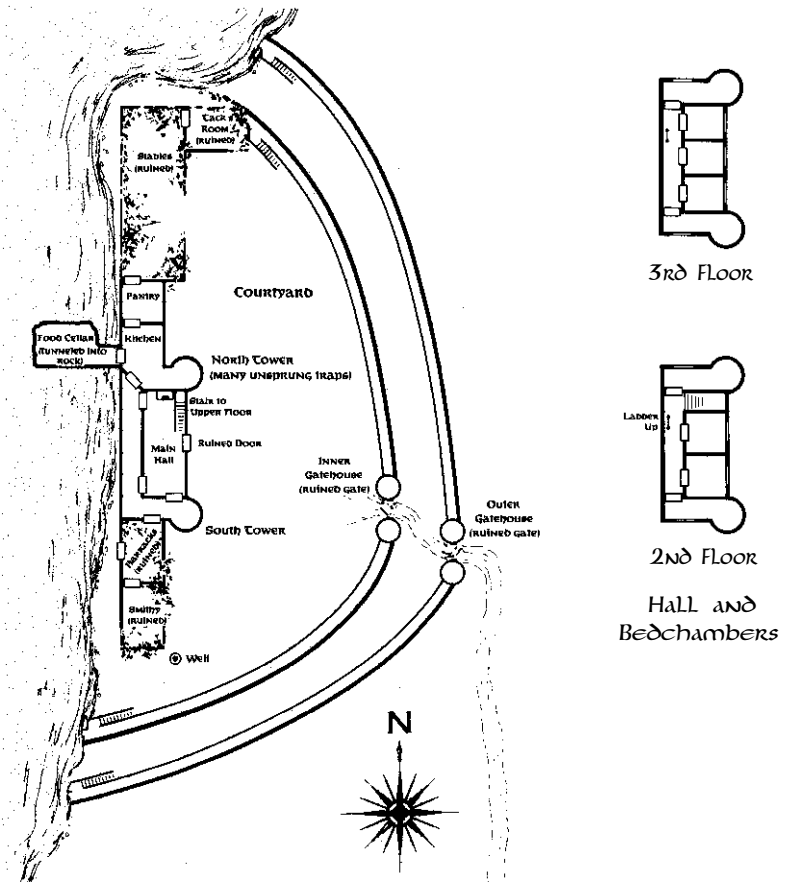 Tack
Room
(Ruined)
Stables
(Ruined)
Pantry
Courtyard
Kitchen
Food Cellar
(Tunneled into
Rock)
North Tower
(Many unsprung traps)
Stair to
Upper Floor
Main
Hall
Ruined Door
Inner
Gatehouse
(Ruined gate)
Outer
Gatehouse
(Ruined gate)
South Tower
Barracks
(Ruined)
Smithy
(Ruined)
Well
N
3rd Floor
Ladder
Up
2nd Floor
Hall and
Bedchambers